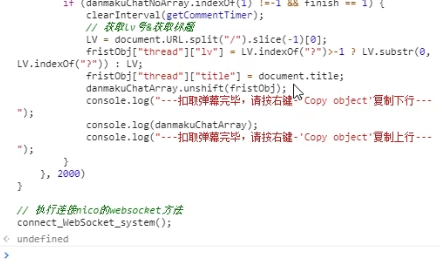 if (danmakuChatNoArray.indexOf(1) !=-1 && finish == 1) {
clearInterval(getCommentTimer);
// 获取Lv号&获取标题
LV = document.URL.split("/").slice(-1)[0];
fristObj["thread"]["lv"] = LV.indexOf("?")>-1 ? LV.substr(0,
LV.indexOf("?")) : LV;
fristObj["thread"]["title"] = document.title;
danmakuChatArray.unshift(fristObj);
console.log("---扣取弹幕完毕，请按右键-'Copy object'复制下行---
");
console.log(danmakuChatArray);
console.log("---扣取弹幕完毕，请按右键-'Copy object'复制上行---
");
}
}, 2000)
}
// 执行连接nico的websocket方法
connect_WebSocket_system();
undefined